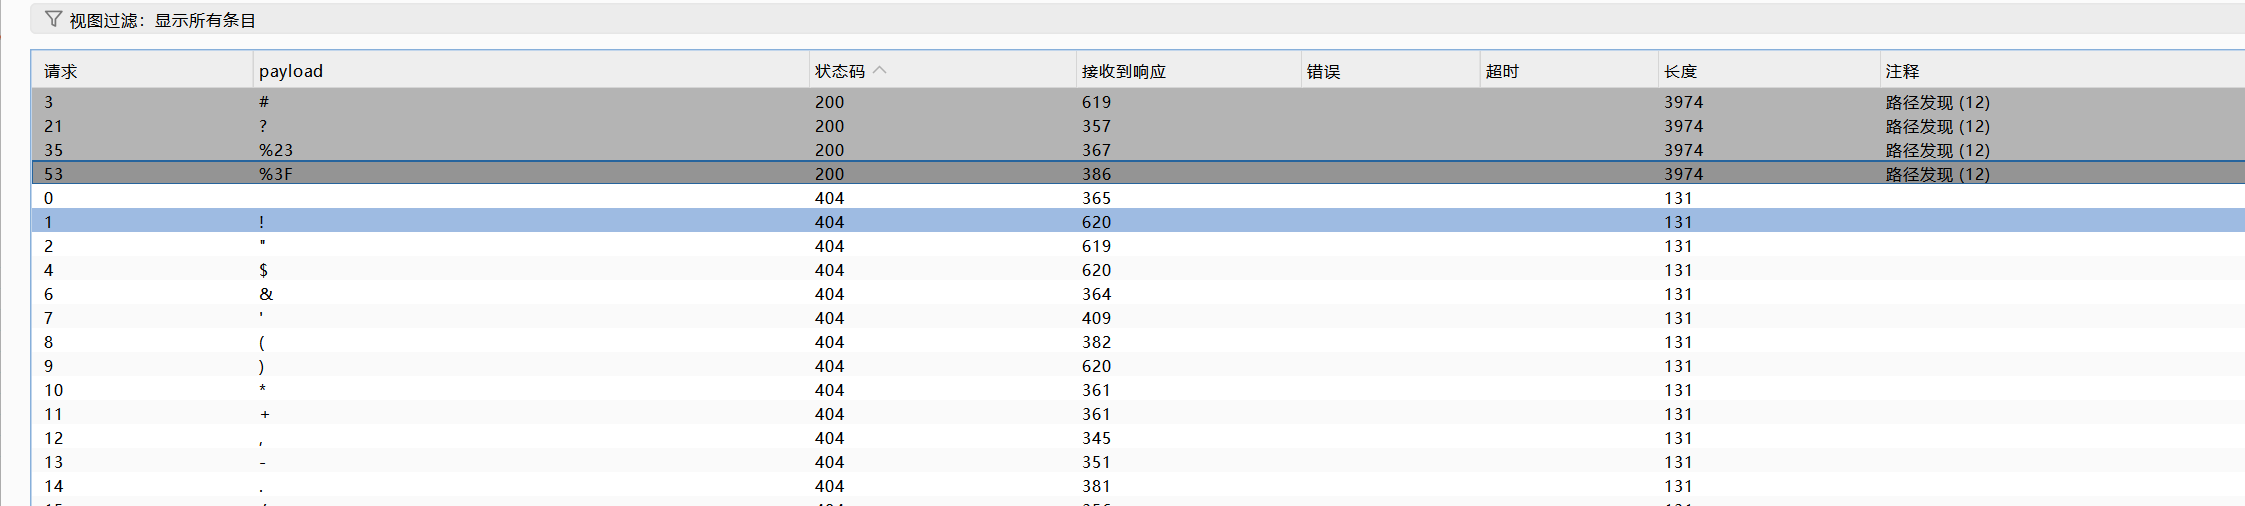 视图过滤：显示所有条目
请求 payload 状态码 接收到响应 错误 超时 长度 注释
3 # 200 619 3974 路径发现 (12)
21 ? 200 357 3974 路径发现 (12)
35 %23 200 367 3974 路径发现 (12)
53 %3F 200 386 3974 路径发现 (12)
0 404 365 131
1 ! 404 620 131
2 " 404 619 131
4 $ 404 620 131
6 & 404 364 131
7 ' 404 409 131
8 ( 404 382 131
9 ) 404 620 131
10 * 404 361 131
11 + 404 361 131
12 , 404 345 131
13 - 404 351 131
14 . 404 381 131